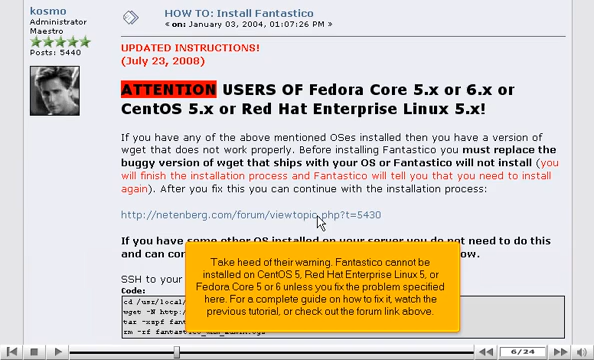 kosmo
Administrator
Maestro
Posts: 5440
HOW TO: Install Fantastico
« on: January 03, 2004, 01:07:26 PM »
UPDATED INSTRUCTIONS!
(July 23, 2008)
ATTENTION USERS OF Fedora Core 5.x or 6.x or
CentOS 5.x or Red Hat Enterprise Linux 5.x!
If you have any of the above mentioned OSes installed then you have a version of
wget that does not work properly. Before installing Fantastico you must replace the
buggy version of wget that ships with your OS or Fantastico will not install (you
will finish the installation process and Fantastico will tell you that you need to install
again). After you fix this you can continue with the installation process:
http://netenberg.com/forum/viewtopic.php?t=5430
If you have some other OS installed on your server you do not need to do this
and can con
Take heed of their warning. Fantastico cannot be
installed on CentOS 5, Red Hat Enterprise Linux 5, or
Fedora Core 5 or 6 unless you fix the problem specified
here. For a complete guide on how to fix it, watch the
previous tutorial, or check out the forum link above.
SSH to your
Code:
cd /usr/local/
wget -N http:/
tar -xzpf
rm -rf
6/24